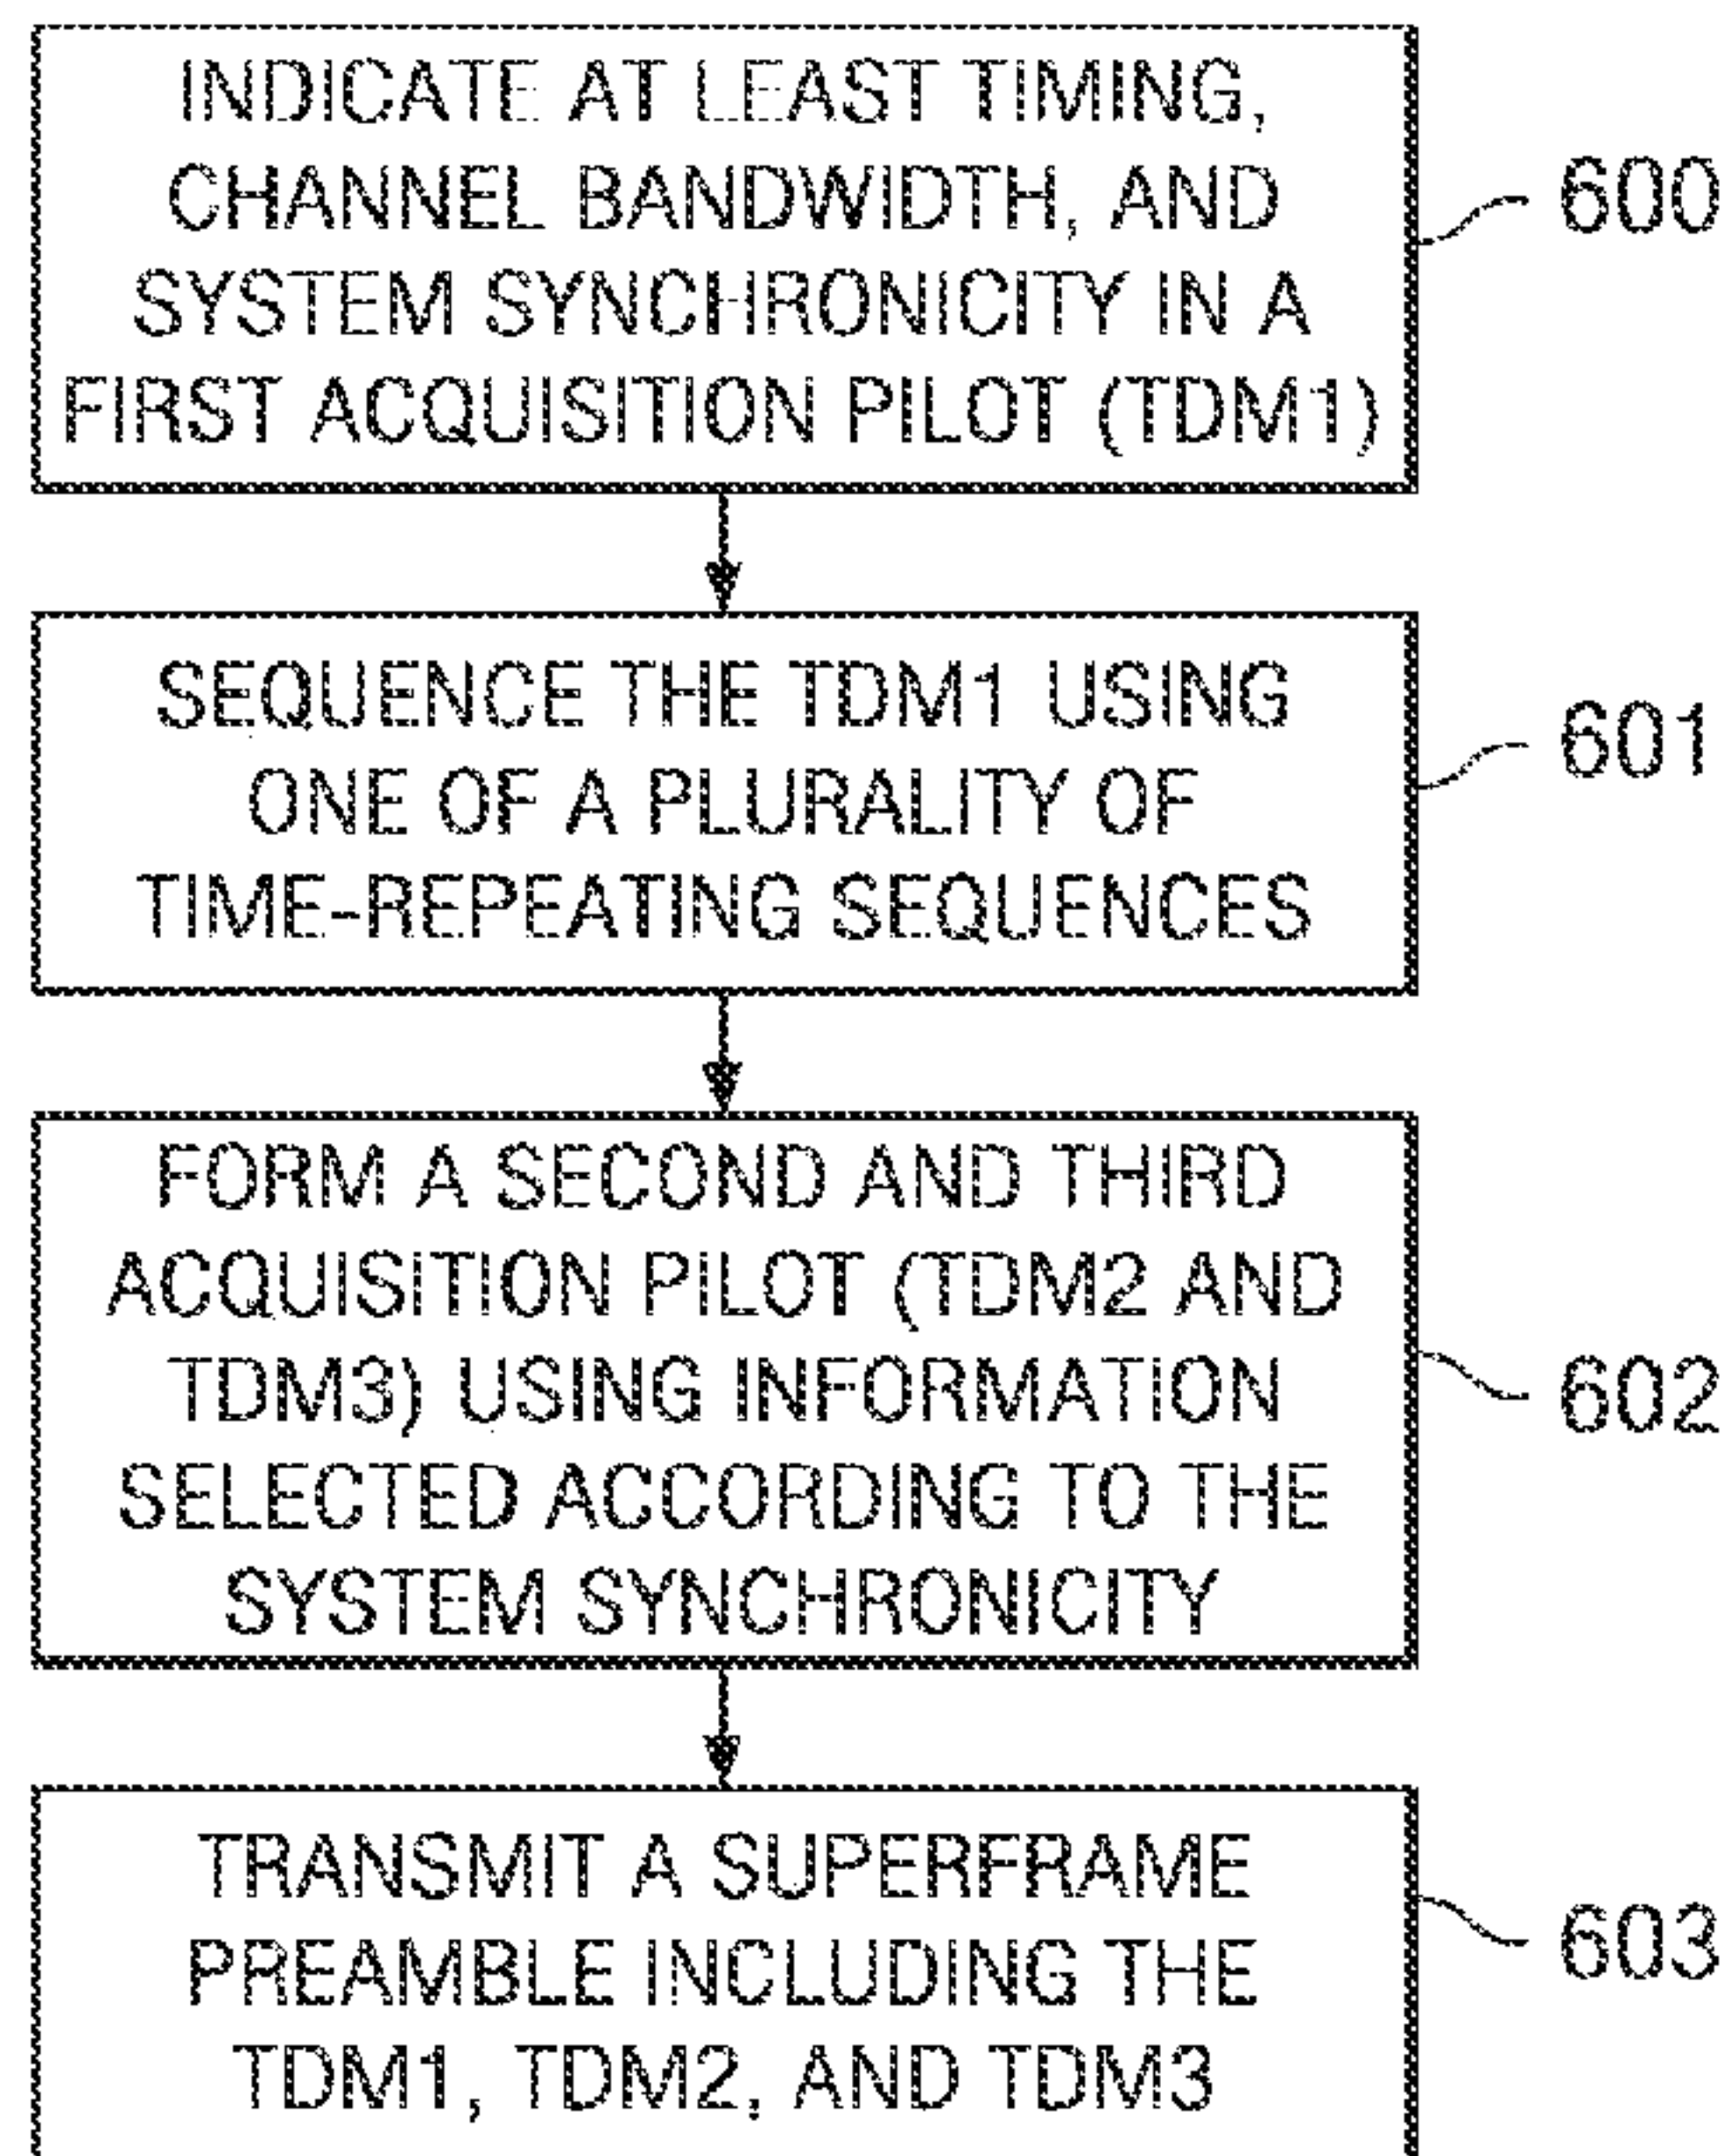 INDICATE AT LEAST TIMING,
CHANNEL BANDWIDTH, AND
SYSTEM SYNCHRONICITY IN A
FIRST ACQUISITION PILOT (TDM1)
600
SEQUENCE THE TDM1 USING
ONE OF A PLURALITY OF
TIME-REPEATING SEQUENCES
601
FORM A SECOND AND THIRD
ACQUISITION PILOT (TDM2 AND
TDM3) USING INFORMATION
SELECTED ACCORDING TO THE
SYSTEM SYNCHRONICITY
602
TRANSMIT A SUPERFRAME
PREAMBLE INCLUDING THE
TDM1, TDM2, AND TDM3
603